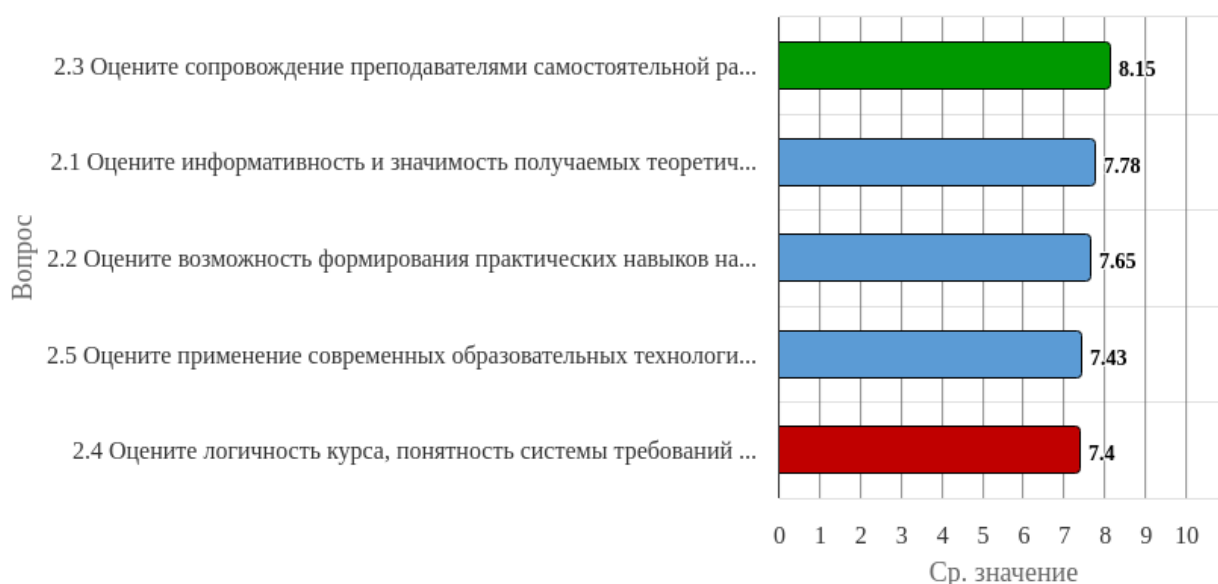 2.3 Оцените сопровождение преподавателями самостоятельной ра...
8.15
2.1 Оцените информативность и значимость получаемых теоретич...
7.78
2.2 Оцените возможность формирования практических навыков на...
7.65
2.5 Оцените применение современных образовательных технологи...
7.43
2.4 Оцените логичность курса, понятность системы требований ...
7.4
Вопрос
0 1 2 3 4 5 6 7 8 9 10
Ср. значение